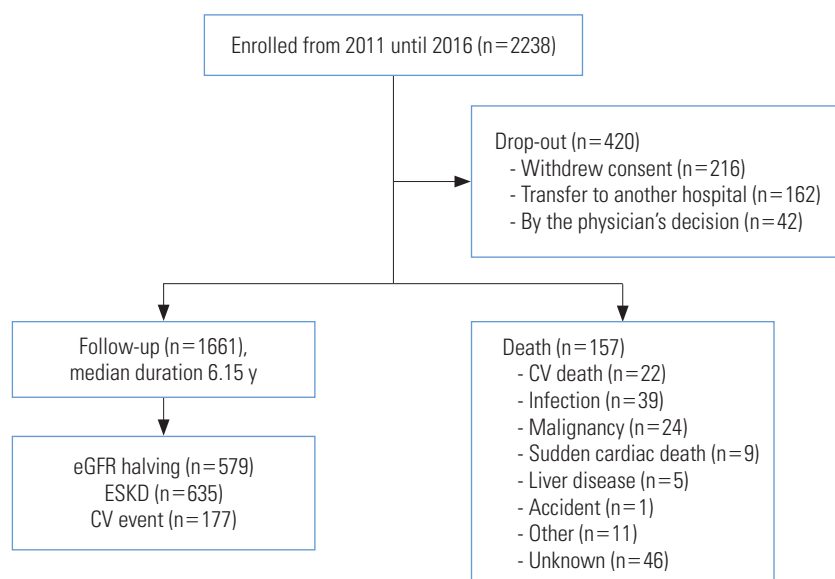 Enrolled from 2011 until 2016 (n=2238)
Drop-out (n=420)
- Withdrew consent (n=216)
- Transfer to another hospital (n=162)
- By the physician's decision (n=42)
Follow-up (n=1661),
median duration 6.15 y
eGFR halving (n=579)
ESKD (n=635)
CV event (n=177)
Death (n=157)
- CV death (n=22)
- Infection (n=39)
- Malignancy (n=24)
- Sudden cardiac death (n=9)
- Liver disease (n=5)
- Accident (n=1)
- Other (n=11)
- Unknown (n=46)